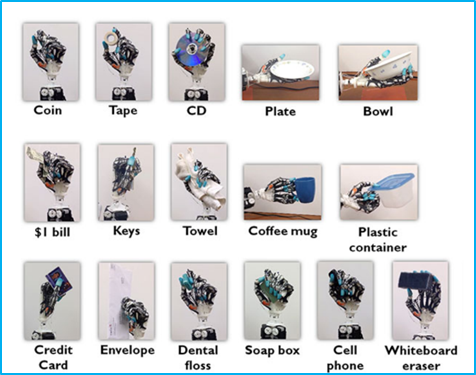 Coin
Tape
CD
Plate
Bowl
$1 bill
Keys
Towel
Coffee mug
Plastic
container
Credit
Card
Envelope
Dental
floss
Soap box
Cell
phone
Whiteboard
eraser